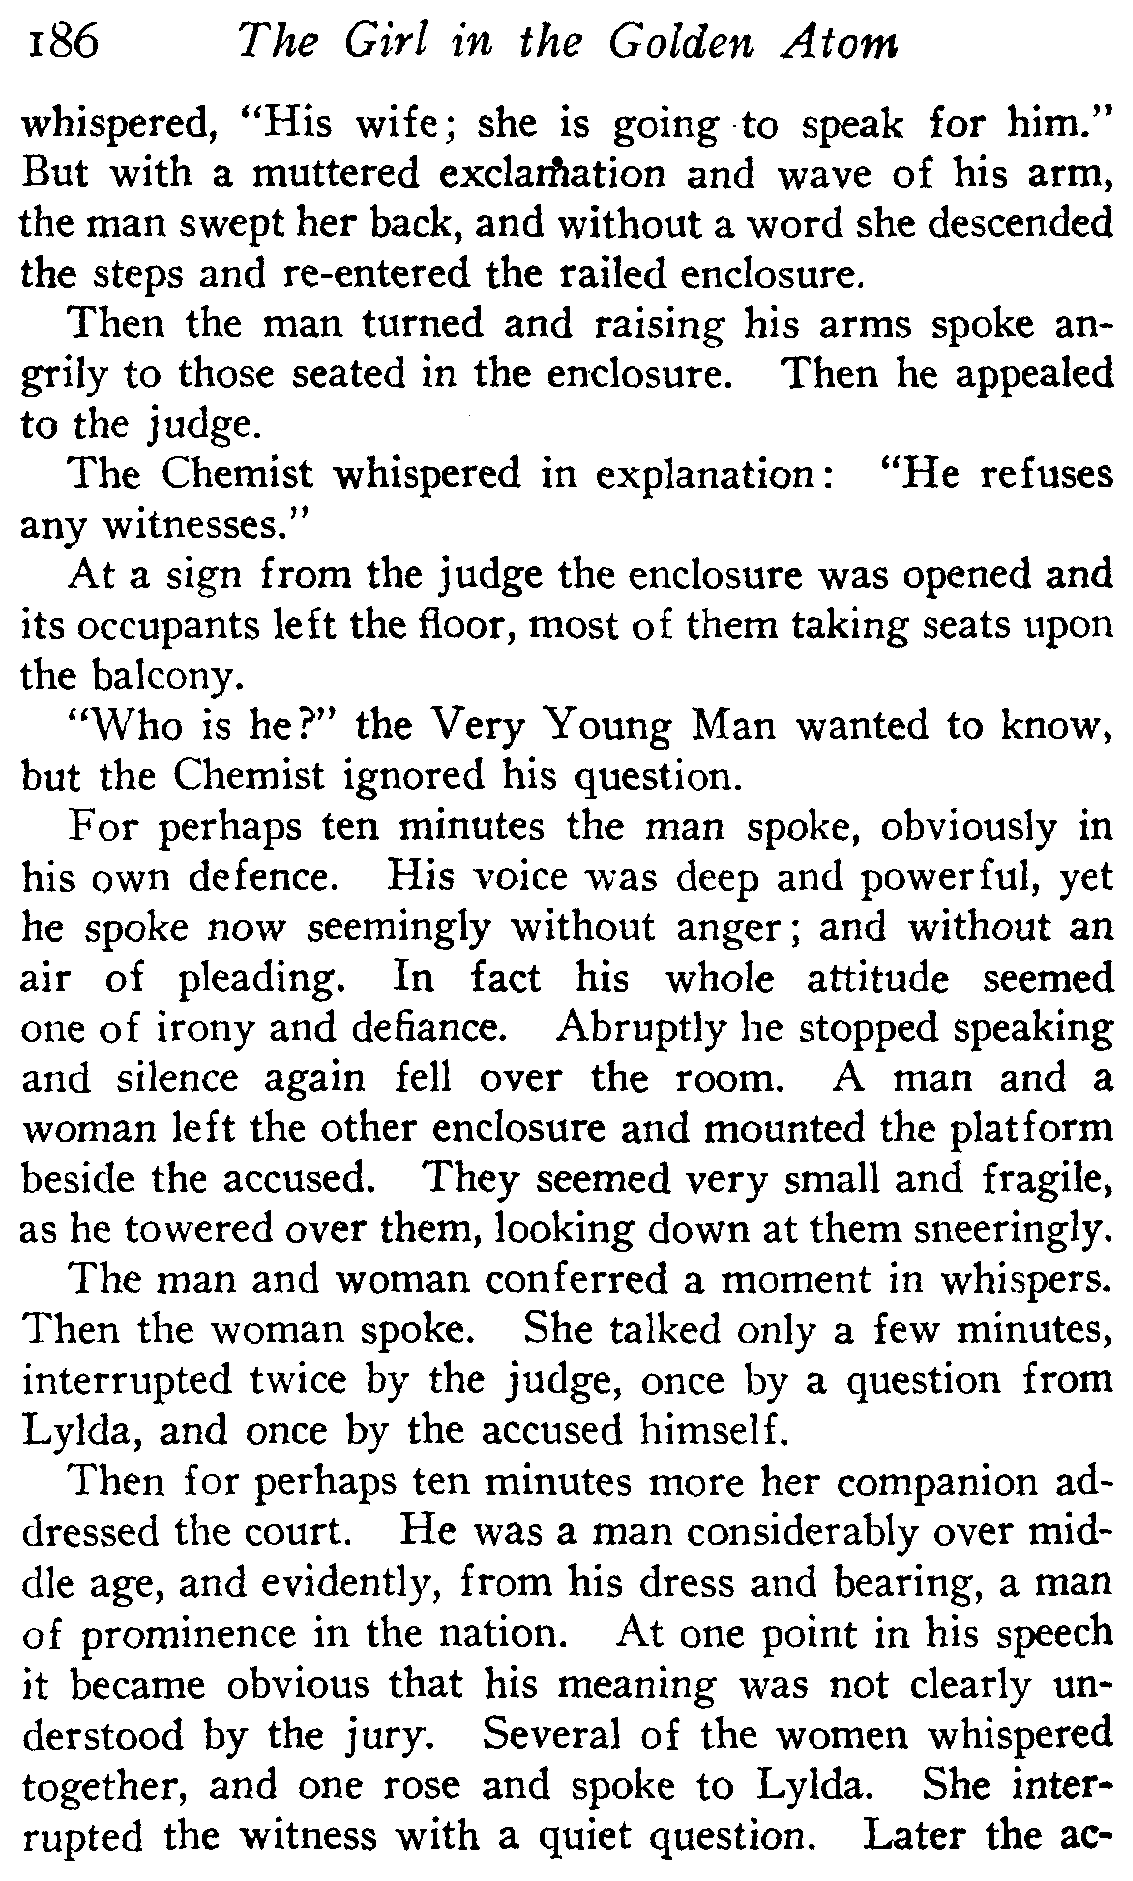 186 The Girl in the Golden Atom
whispered, "His wife; she is going to speak for him."
But with a muttered exclamation and wave of his arm,
the man swept her back, and without a word she descended
the steps and re-entered the railed enclosure.
Then the man turned and raising his arms spoke an-
grily to those seated in the enclosure. Then he appealed
to the judge.
The Chemist whispered in explanation: "He refuses
any witnesses."
At a sign from the judge the enclosure was opened and
its occupants left the floor, most of them taking seats upon
the balcony.
"Who is he?" the Very Young Man wanted to know,
but the Chemist ignored his question.
For perhaps ten minutes the man spoke, obviously in
his own defence. His voice was deep and powerful, yet
he spoke now seemingly without anger; and without an
air of pleading. In fact his whole attitude seemed
one of irony and defiance. Abruptly he stopped speaking
and silence again fell over the room. A man and a
woman left the other enclosure and mounted the platform
beside the accused. They seemed very small and fragile,
as he towered over them, looking down at them sneeringly.
The man and woman conferred a moment in whispers.
Then the woman spoke. She talked only a few minutes,
interrupted twice by the judge, once by a question from
Lylda, and once by the accused himself.
Then for perhaps ten minutes more her companion ad-
dressed the court. He was a man considerably over mid-
dle age, and evidently, from his dress and bearing, a man
of prominence in the nation. At one point in his speech
it became obvious that his meaning was not clearly un-
derstood by the jury. Several of the women whispered
together, and one rose and spoke to Lylda. She inter-
rupted the witness with a quiet question. Later the ac-